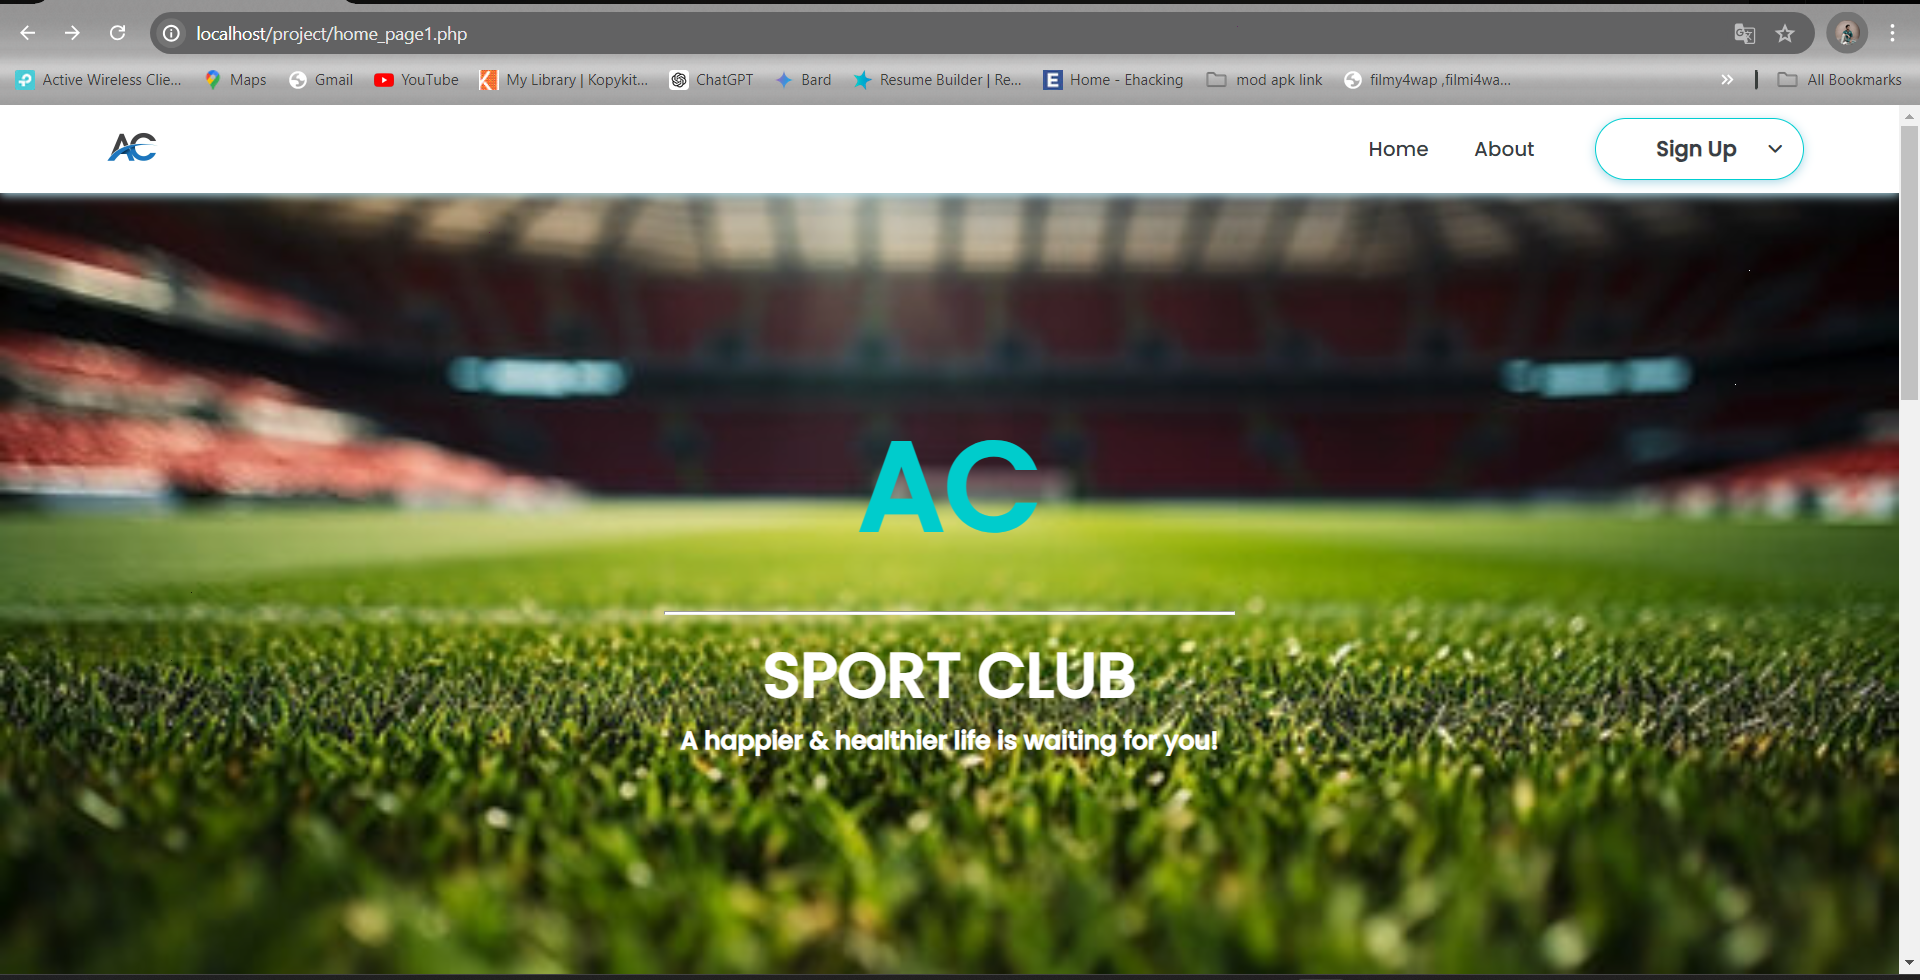 localhost/project/home_page1.php
Active Wireless Clie...
Maps
Gmail
YouTube
My Library | Kopykit...
ChatGPT
Bard
Resume Builder | Re...
E
Home - Ehacking
mod apk link
filmy4wap ,filmi4wa...
All Bookmarks
AC
Home
About
Sign Up
AC
SPORT CLUB
A happier & healthier life is waiting for you!